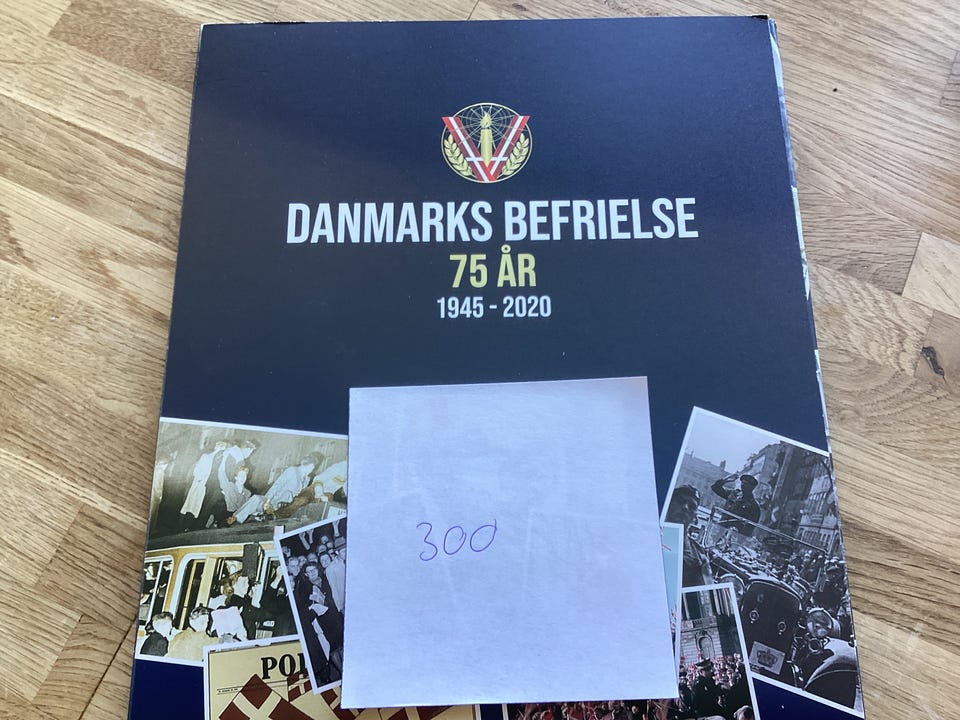 DANMARKS BEFRIELSE
75 ÅR
1945 - 2020
300